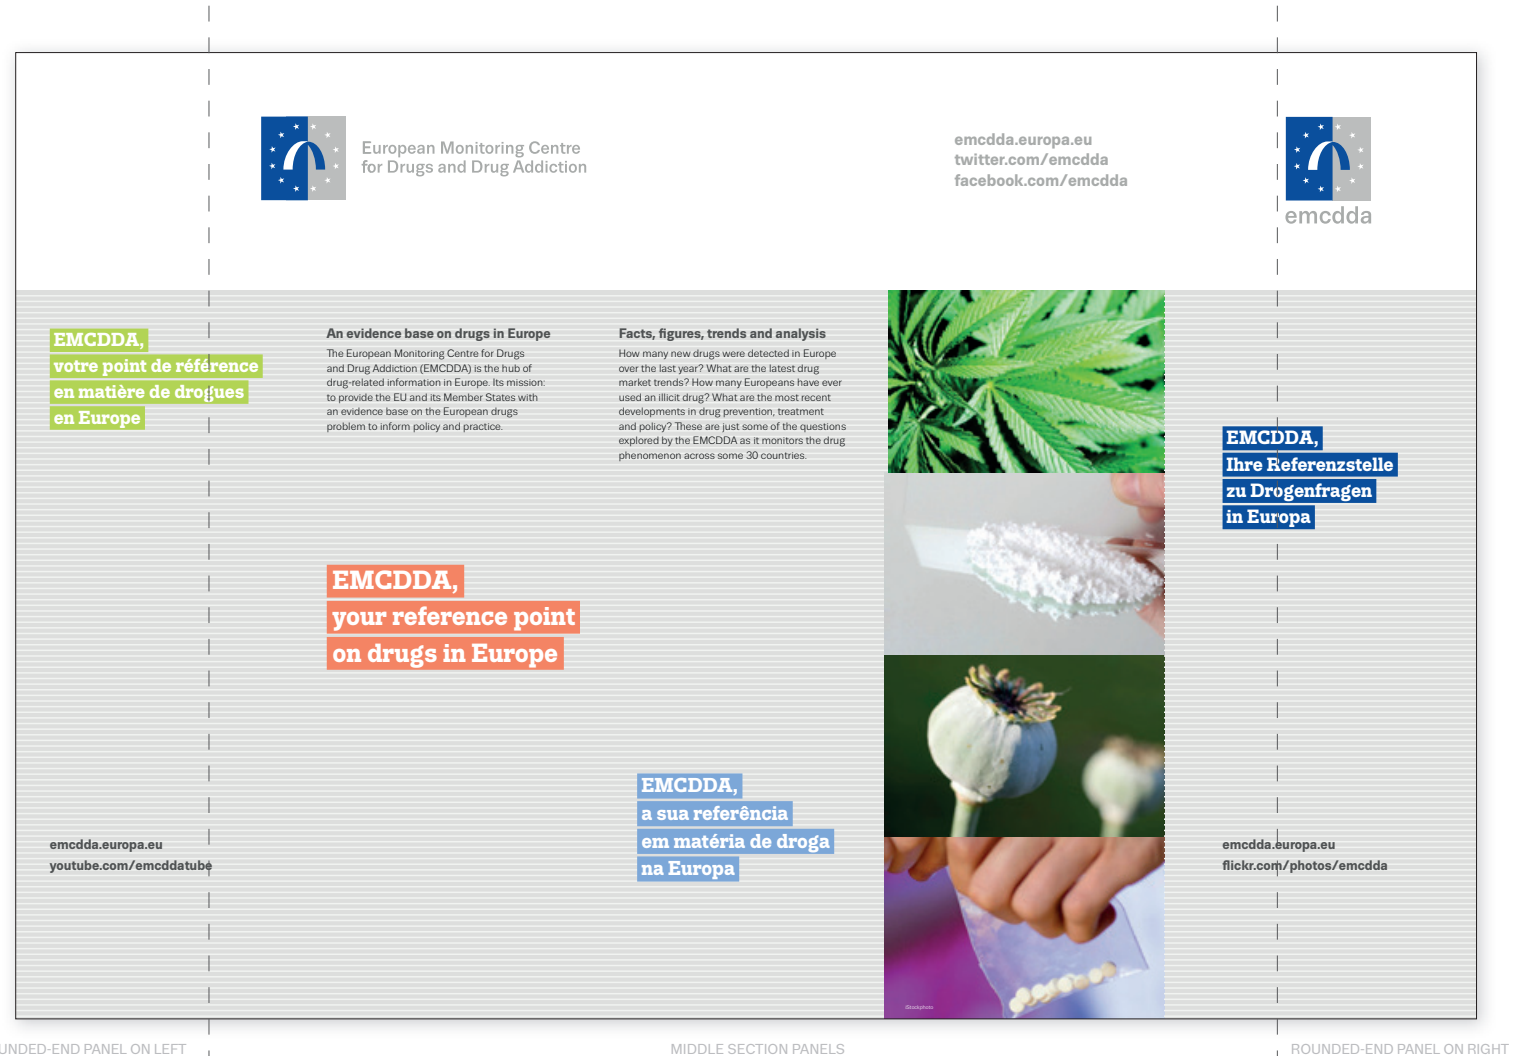 European Monitoring Centre
for Drugs and Drug Addiction
emcdda.europa.eu
twitter.com/emcdda
facebook.com/emcdda
emcdda
EMCDDA,
votre point de référence
en matière de drogues
en Europe
An evidence base on drugs in Europe
The European Monitoring Centre for Drugs
and Drug Addiction (EMCDDA) is the hub of
drug-related information in Europe. Its mission:
to provide the EU and its Member States with
an evidence base on the European drugs
problem to inform policy and practice.
Facts, figures, trends and analysis
How many new drugs were detected in Europe
over the last year? What are the latest drug
market trends? How many Europeans have ever
used an illicit drug? What are the most recent
developments in drug prevention, treatment
and policy? These are just some of the questions
explored by the EMCDDA as it monitors the drug
phenomenon across some 30 countries.
EMCDDA,
Ihre Referenzstelle
zu Drogenfragen
in Europa
EMCDDA,
your reference point
on drugs in Europe
EMCDDA,
a sua referência
em matéria de droga
na Europa
emcdda.europa.eu
youtube.com/emcddatube
emcdda.europa.eu
flickr.com/photos/emcdda
iStockphoto
UNDED-END PANEL ON LEFT
MIDDLE SECTION PANELS
ROUNDED-END PANEL ON RIGHT